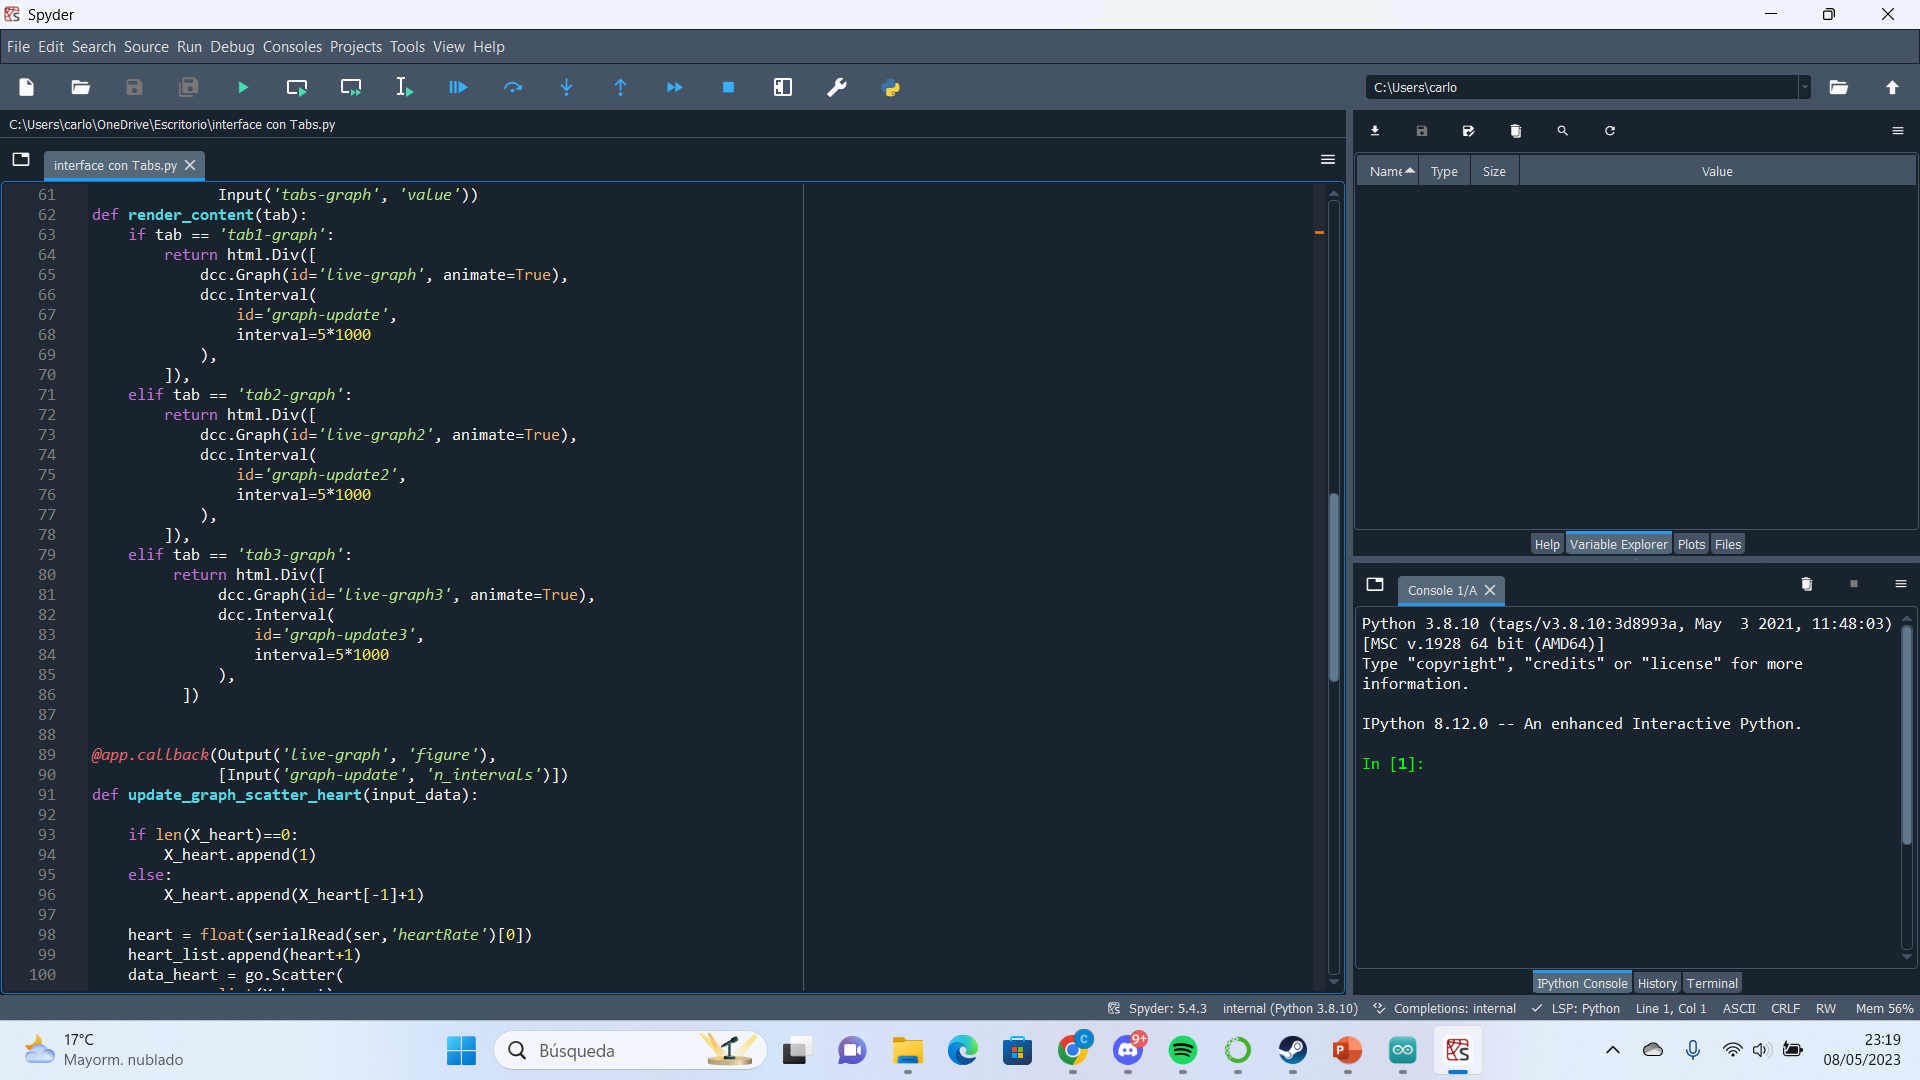 Spyder
File Edit Search Source Run Debug Consoles Projects Tools View Help
C:\Users\carlo
C:\Users\carlo\OneDrive\Escritorio\interface con Tabs.py
interface con Tabs.py
61 Input('tabs-graph', 'value'))
62 def render_content(tab):
63 if tab == 'tab1-graph':
64 return html.Div([
65 dcc.Graph(id='live-graph', animate=True),
66 dcc.Interval(
67 id='graph-update',
68 interval=5*1000
69 ),
70 ]),
71 elif tab == 'tab2-graph':
72 return html.Div([
73 dcc.Graph(id='live-graph2', animate=True),
74 dcc.Interval(
75 id='graph-update2',
76 interval=5*1000
77 ),
78 ]),
79 elif tab == 'tab3-graph':
80 return html.Div([
81 dcc.Graph(id='live-graph3', animate=True),
82 dcc.Interval(
83 id='graph-update3',
84 interval=5*1000
85 ),
86 ])
87
88
89 @app.callback(Output('live-graph', 'figure'),
90 [Input('graph-update', 'n_intervals')])
91 def update_graph_scatter_heart(input_data):
92
93 if len(X_heart)==0:
94 X_heart.append(1)
95 else:
96 X_heart.append(X_heart[-1]+1)
97
98 heart = float(serialRead(ser,'heartRate')[0])
99 heart_list.append(heart+1)
100 data_heart = go.Scatter(
Name Type Size Value
Help Variable Explorer Plots Files
Console 1/A
Python 3.8.10 (tags/v3.8.10:3d8993a, May  3 2021, 11:48:03)
[MSC v.1928 64 bit (AMD64)]
Type "copyright", "credits" or "license" for more
information.
IPython 8.12.0 -- An enhanced Interactive Python.
In [1]:
IPython Console History Terminal
Spyder: 5.4.3 internal (Python 3.8.10) Completions: internal LSP: Python Line 1, Col 1 ASCII CRLF RW Mem 56%
17°C
Mayorm. nublado
Búsqueda
C
9+
23:19
08/05/2023